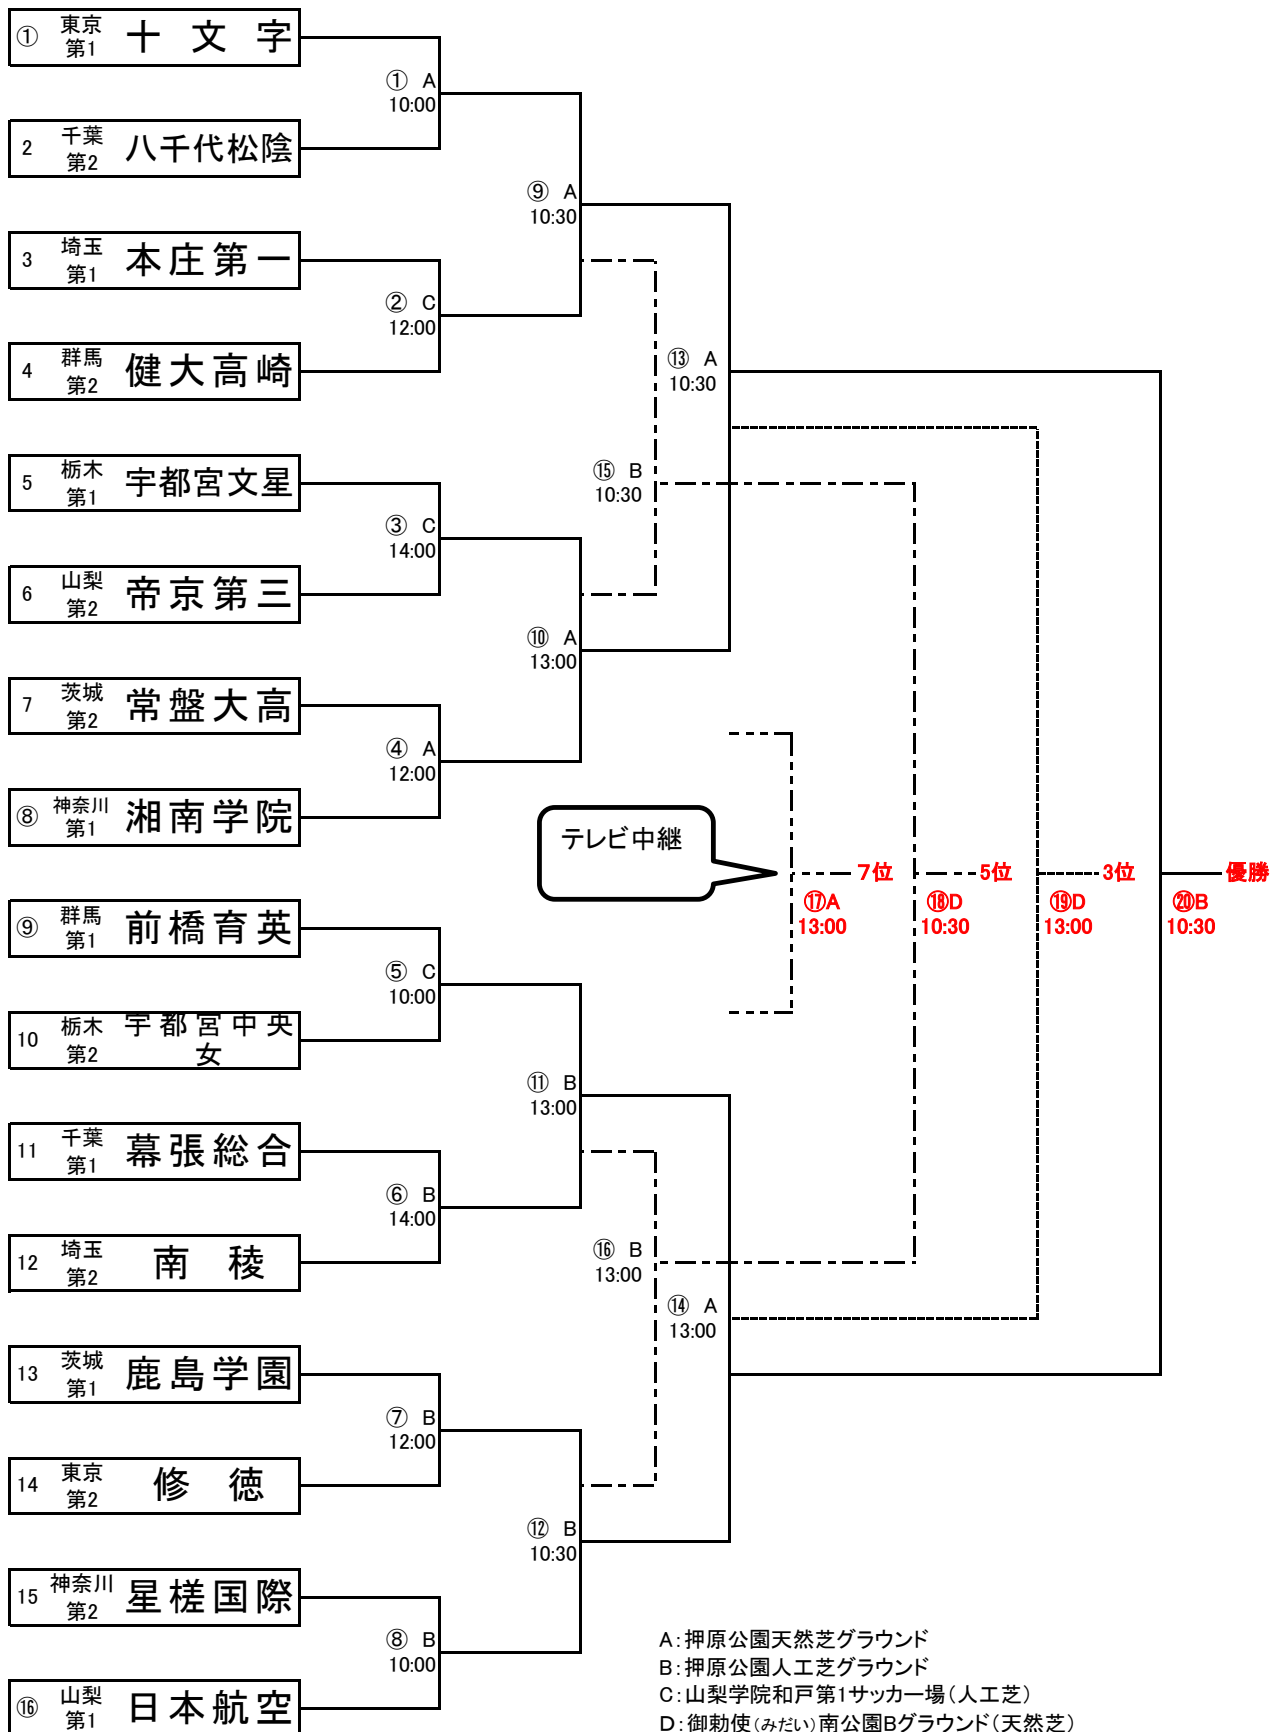 ① 東京第1 十文字
① A
10:00
2 千葉第2 八千代松陰
⑨ A
10:30
3 埼玉第1 本庄第一
② C
12:00
4 群馬第2 健大高崎
⑬ A
10:30
5 栃木第1 宇都宮文星
⑮ B
10:30
③ C
14:00
6 山梨第2 帝京第三
⑩ A
13:00
7 茨城第2 常盤大高
④ A
12:00
⑧ 神奈川第1 湘南学院
テレビ中継
7位
5位
3位
優勝
⑰A
13:00
⑱D
10:30
⑲D
13:00
⑳B
10:30
⑨ 群馬第1 前橋育英
⑤ C
10:00
10 栃木第2 宇都宮中央女
⑪ B
13:00
11 千葉第1 幕張総合
⑥ B
14:00
12 埼玉第2 南稜
⑯ B
13:00
⑭ A
13:00
13 茨城第1 鹿島学園
⑦ B
12:00
14 東京第2 修徳
⑫ B
10:30
15 神奈川第2 星槎国際
⑧ B
10:00
⑯ 山梨第1 日本航空
A:押原公園天然芝グラウンド
B:押原公園人工芝グラウンド
C:山梨学院和戸第1サッカー場(人工芝)
D:御勅使(みだい)南公園Bグラウンド(天然芝)